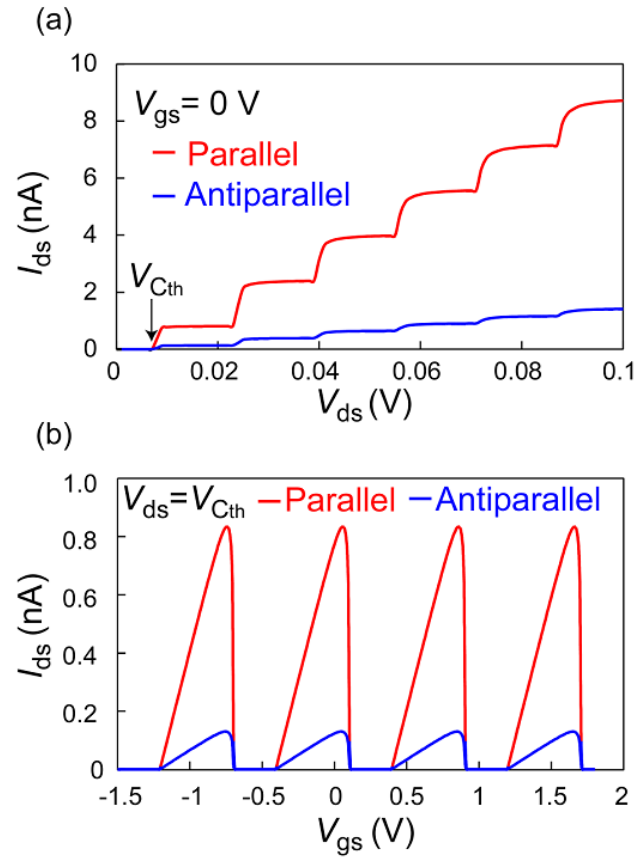 (a)
10
8
6
4
2
0
I_ds (nA)
V_gs = 0 V
Parallel
Antiparallel
V_Cth
0
0.02
0.04
0.06
0.08
0.1
V_ds (V)
(b)
1.0
0.8
0.6
0.4
0.2
0
I_ds (nA)
V_ds=V_Cth
Parallel
Antiparallel
-1.5
-1
-0.5
0
0.5
1
1.5
2
V_gs (V)